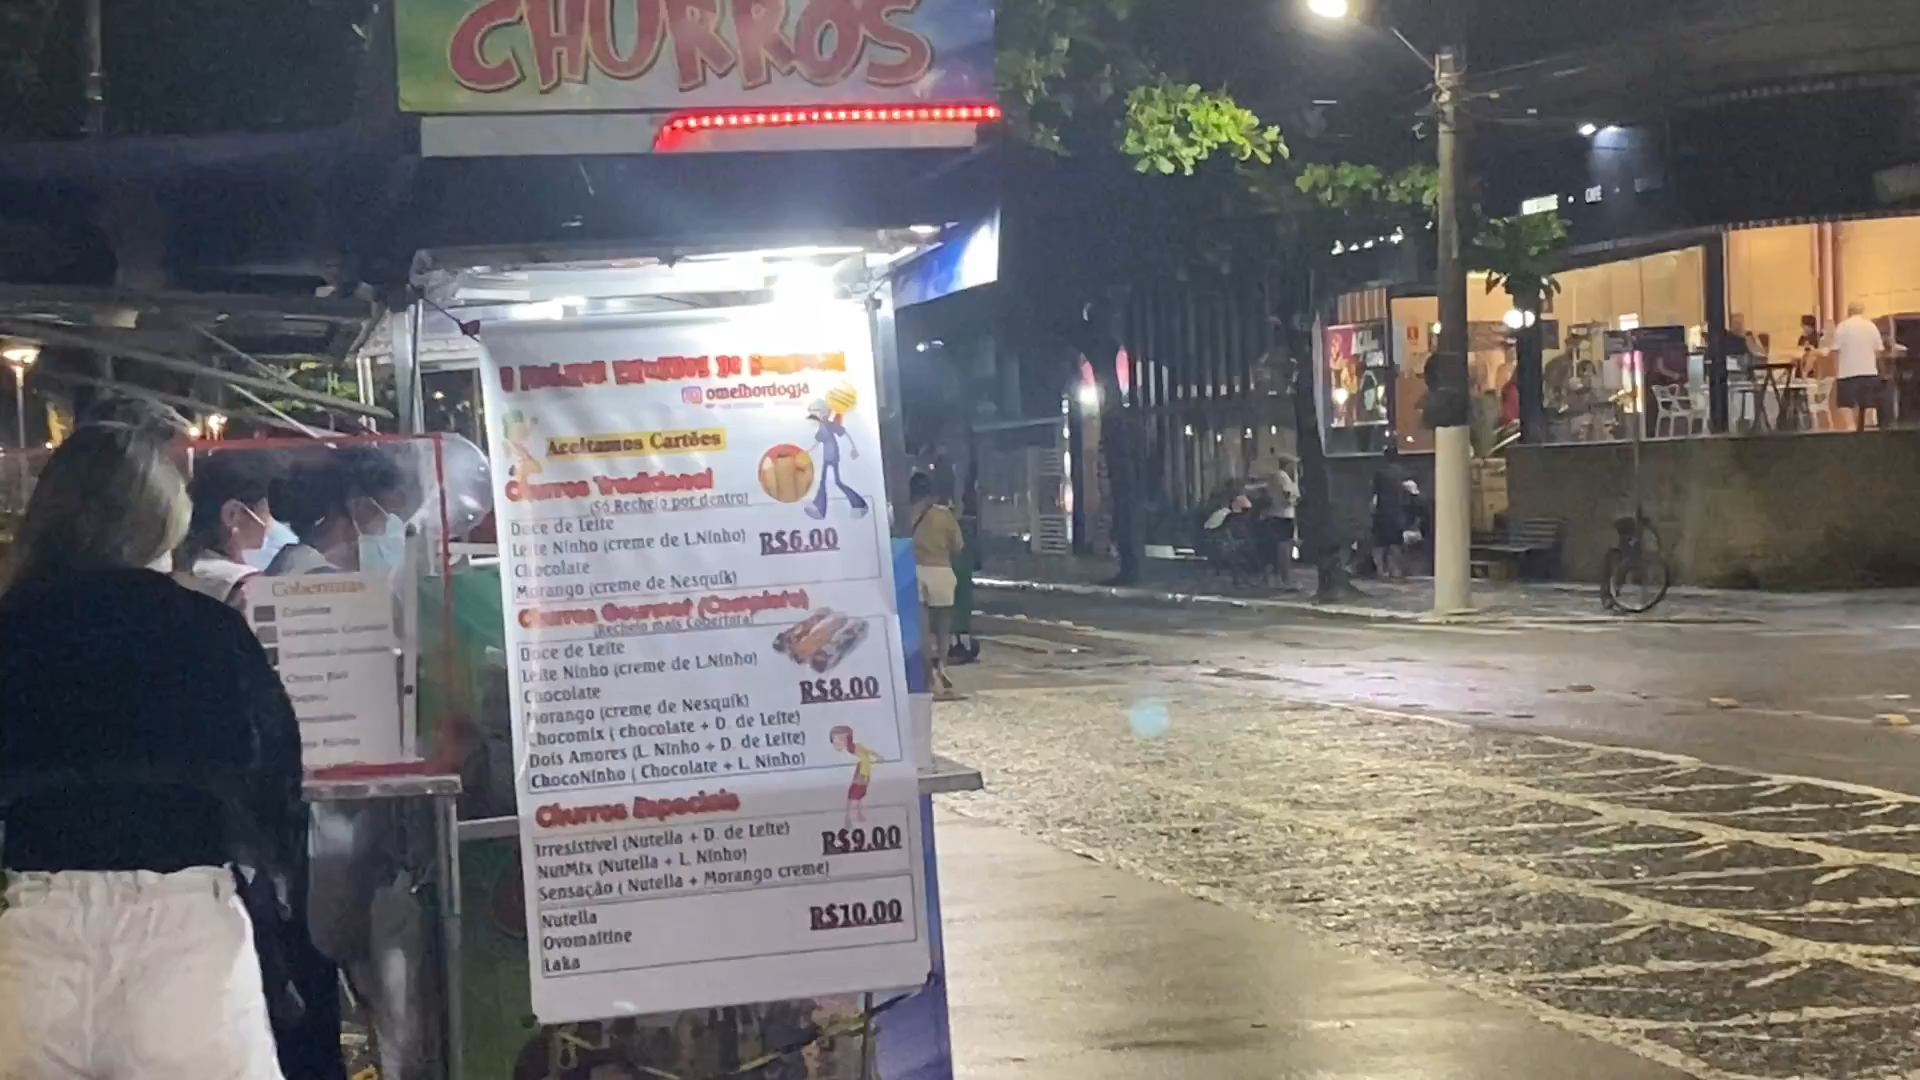 CHURROS
omelhordogja
Aceitamos Cartões
Churros Tradicional
(Só Recheio por dentro)
Doce de Leite
Leite Ninho (creme de L.Ninho)
R$6.00
Chocolate
Morango (creme de Nesquik)
Churros Gourmet (Completo)
(Recheio mais Cobertura)
Doce de Leite
Leite Ninho (creme de L.Ninho)
Chocolate
R$8.00
Morango (creme de Nesquik)
Chocomix ( chocolate + D. de Leite)
Dois Amores (L. Ninho + D. de Leite)
ChocoNinho ( Chocolate + L. Ninho)
Churros Especiais
Irresistível (Nutella + D. de Leite)
R$9.00
NutMix (Nutella + L. Ninho)
Sensação ( Nutella + Morango creme)
Nutella
R$10.00
Ovomaltine
Laka
Coberturas
CAFÉ